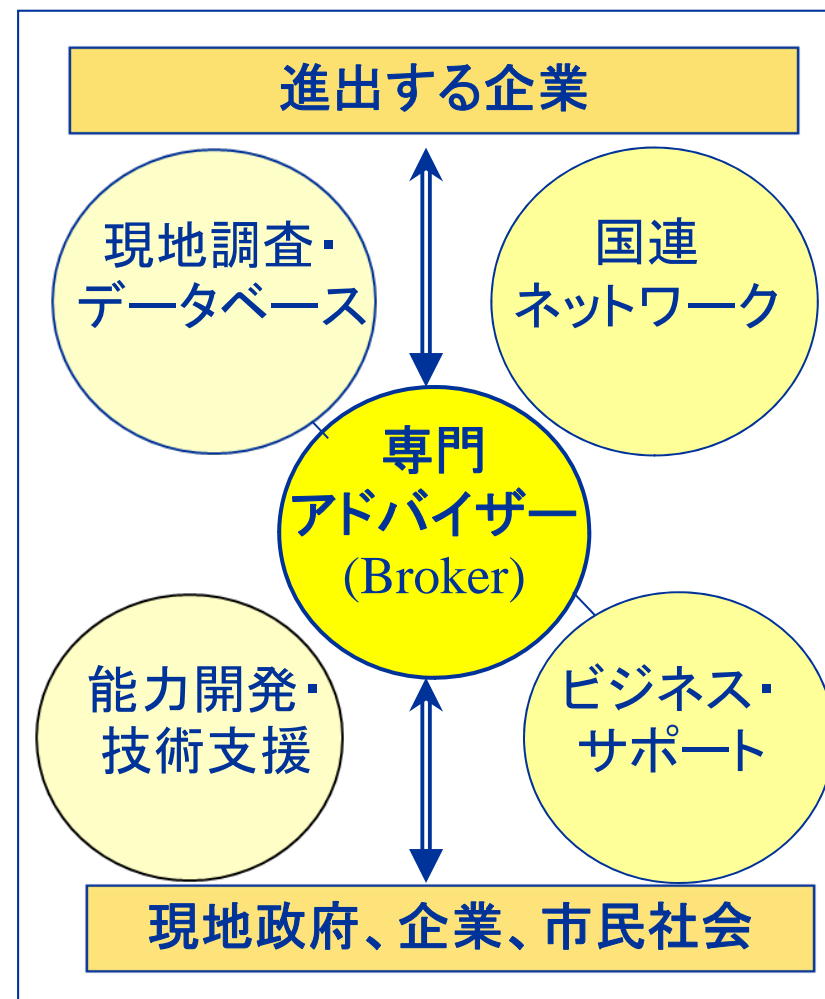 進出する企業
現地調査・
データベース
国連
ネットワーク
専門
アドバイザー
(Broker)
能力開発・
技術支援
ビジネス・
サポート
現地政府、企業、市民社会